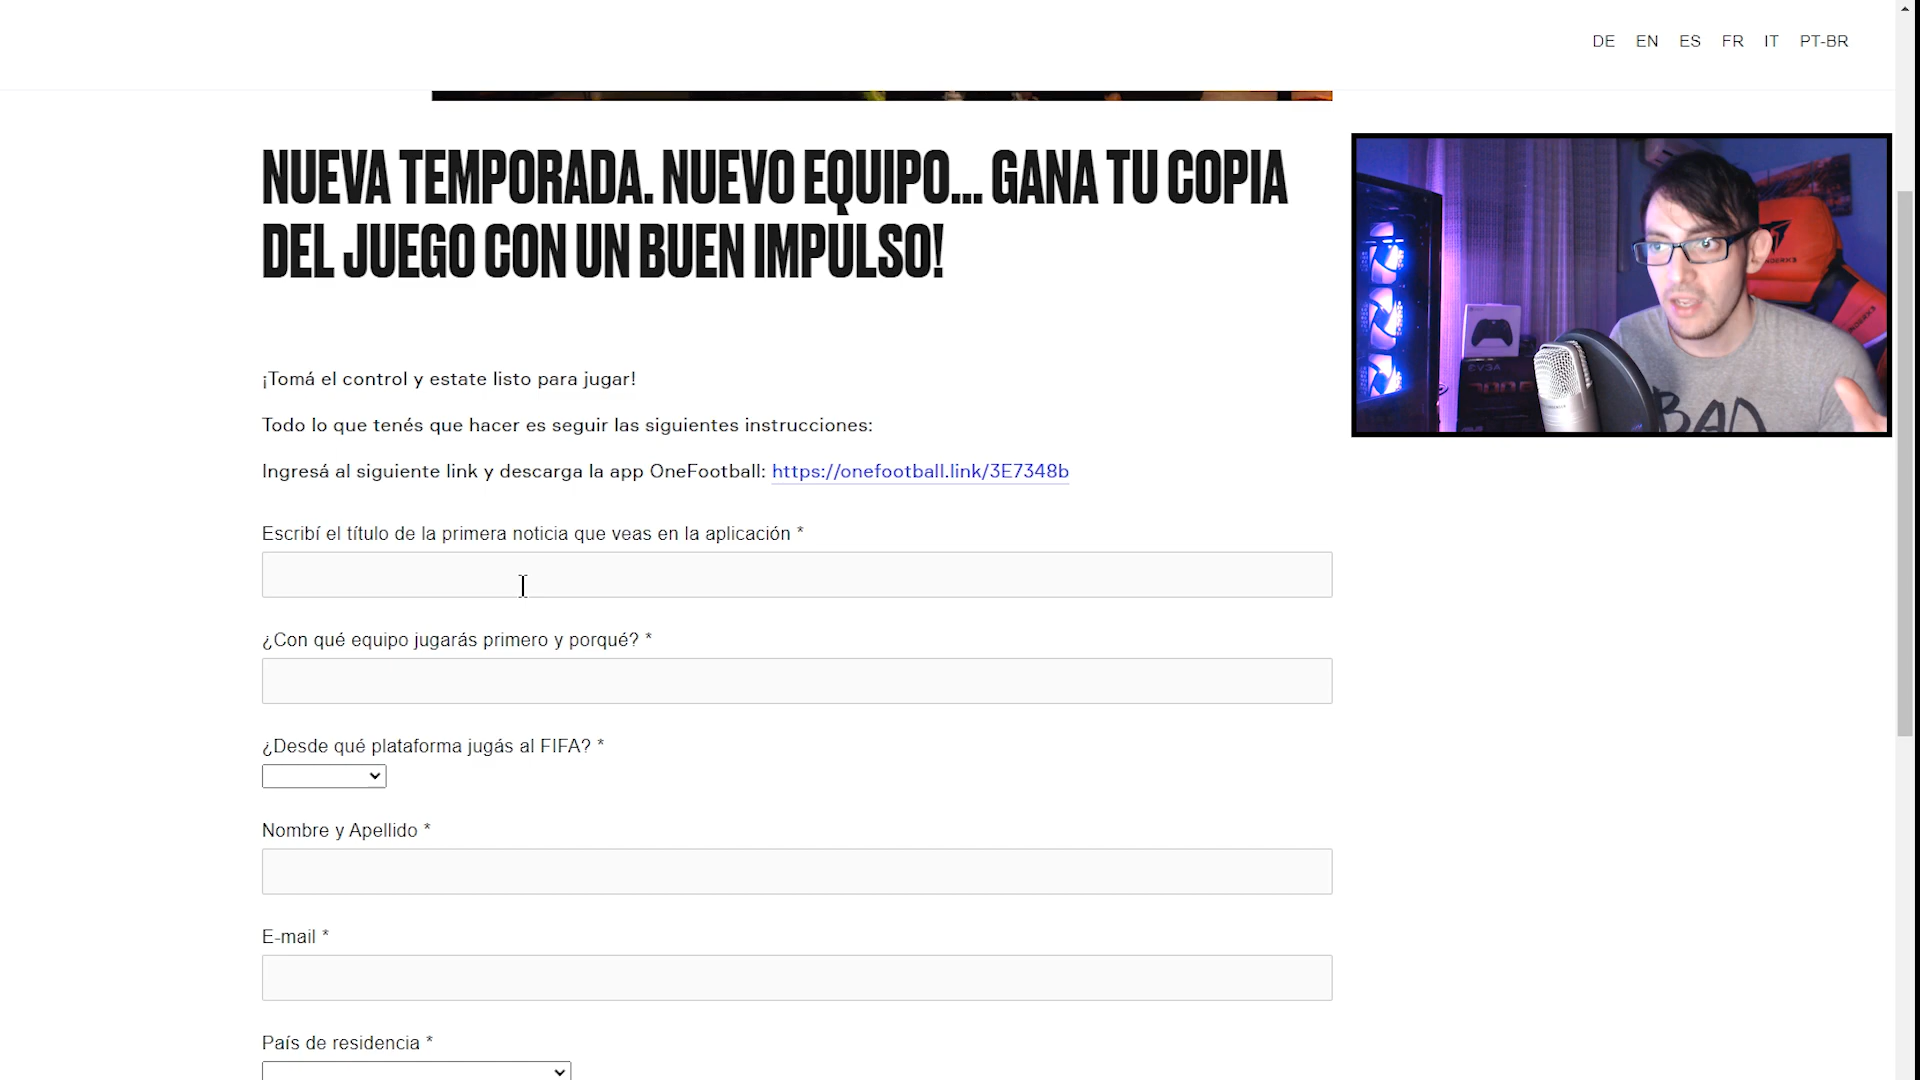 DE EN ES FR IT PT-BR
NUEVA TEMPORADA. NUEVO EQUIPO... GANA TU COPIA
DEL JUEGO CON UN BUEN IMPULSO!
¡Tomá el control y estate listo para jugar!
Todo lo que tenés que hacer es seguir las siguientes instrucciones:
Ingresá al siguiente link y descarga la app OneFootball: https://onefootball.link/3E7348b
Escribí el título de la primera noticia que veas en la aplicación *
¿Con qué equipo jugarás primero y porqué? *
¿Desde qué plataforma jugás al FIFA? *
Nombre y Apellido *
E-mail *
País de residencia *
EVGA
BAD